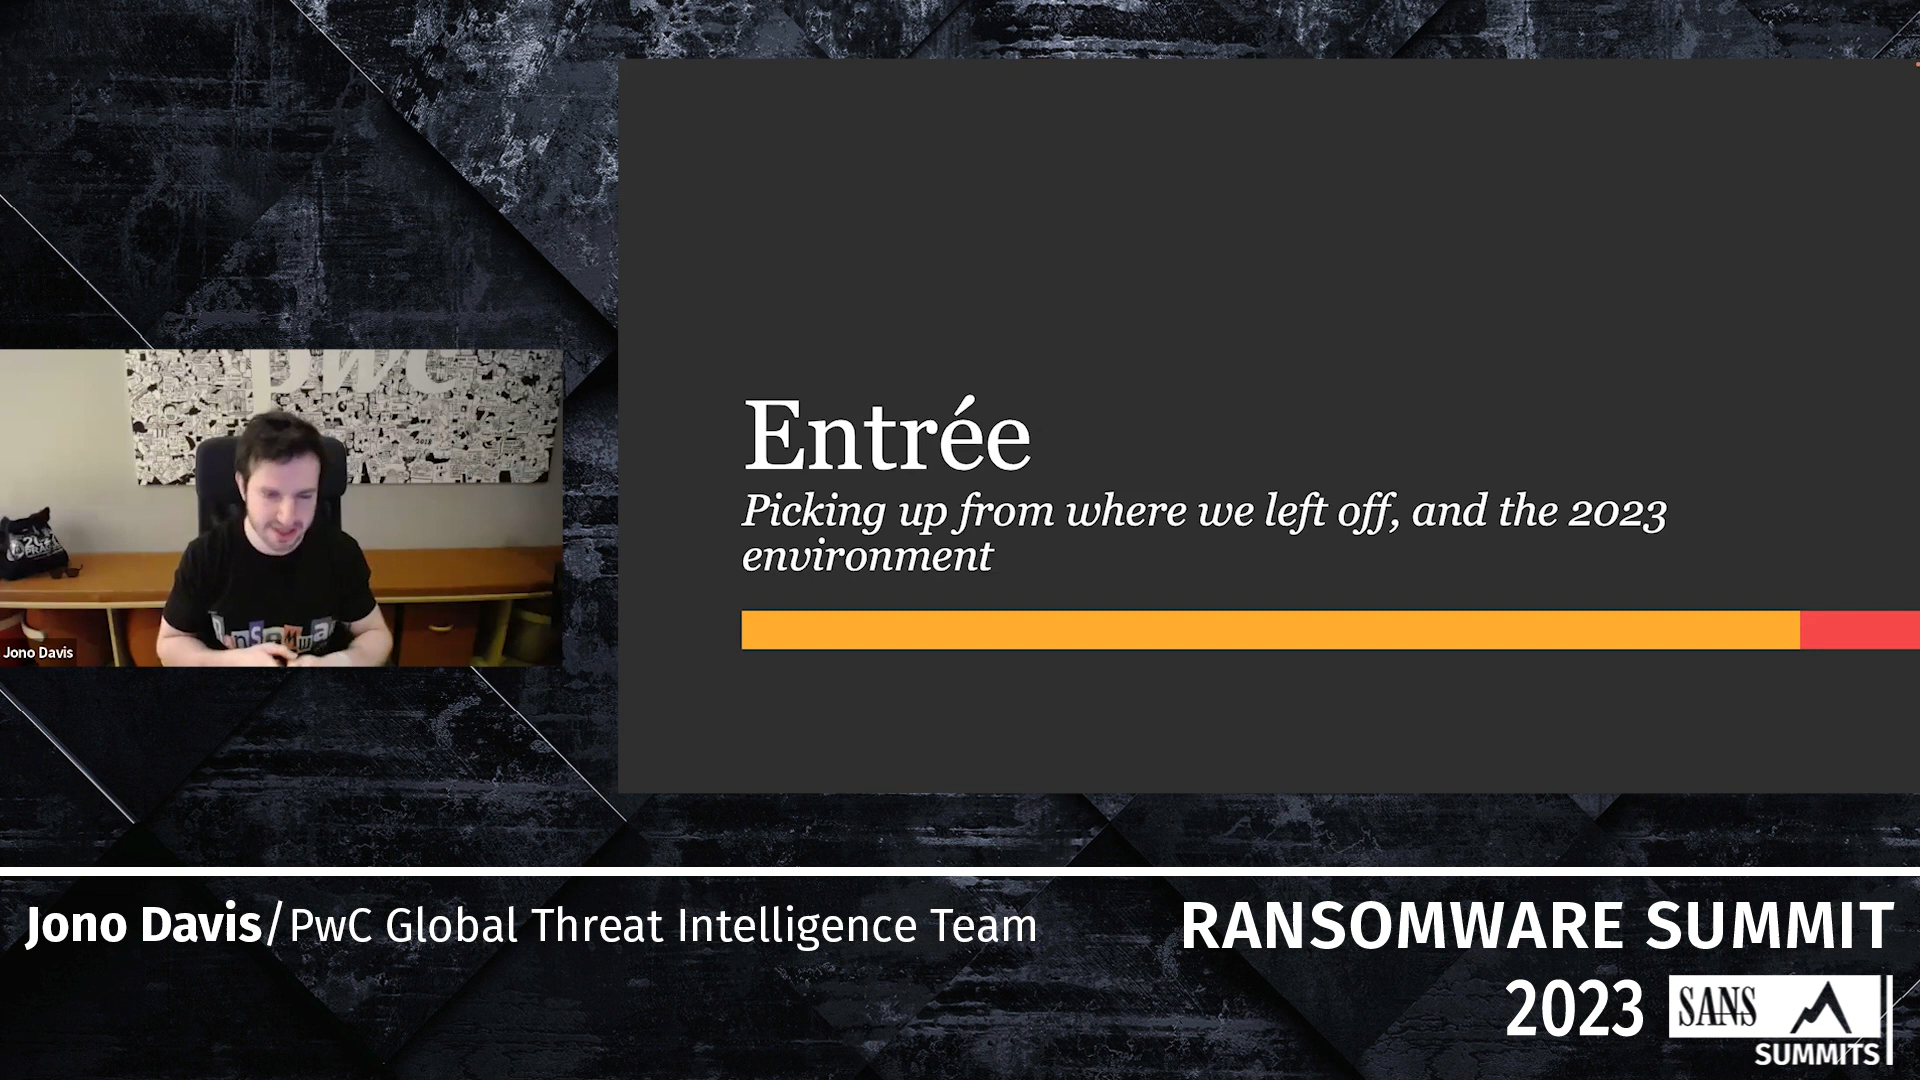 Entrée
Picking up from where we left off, and the 2023
environment
pwc
Jono Davis
Jono Davis/PwC Global Threat Intelligence Team
RANSOMWARE SUMMIT
2023
SANS
SUMMITS